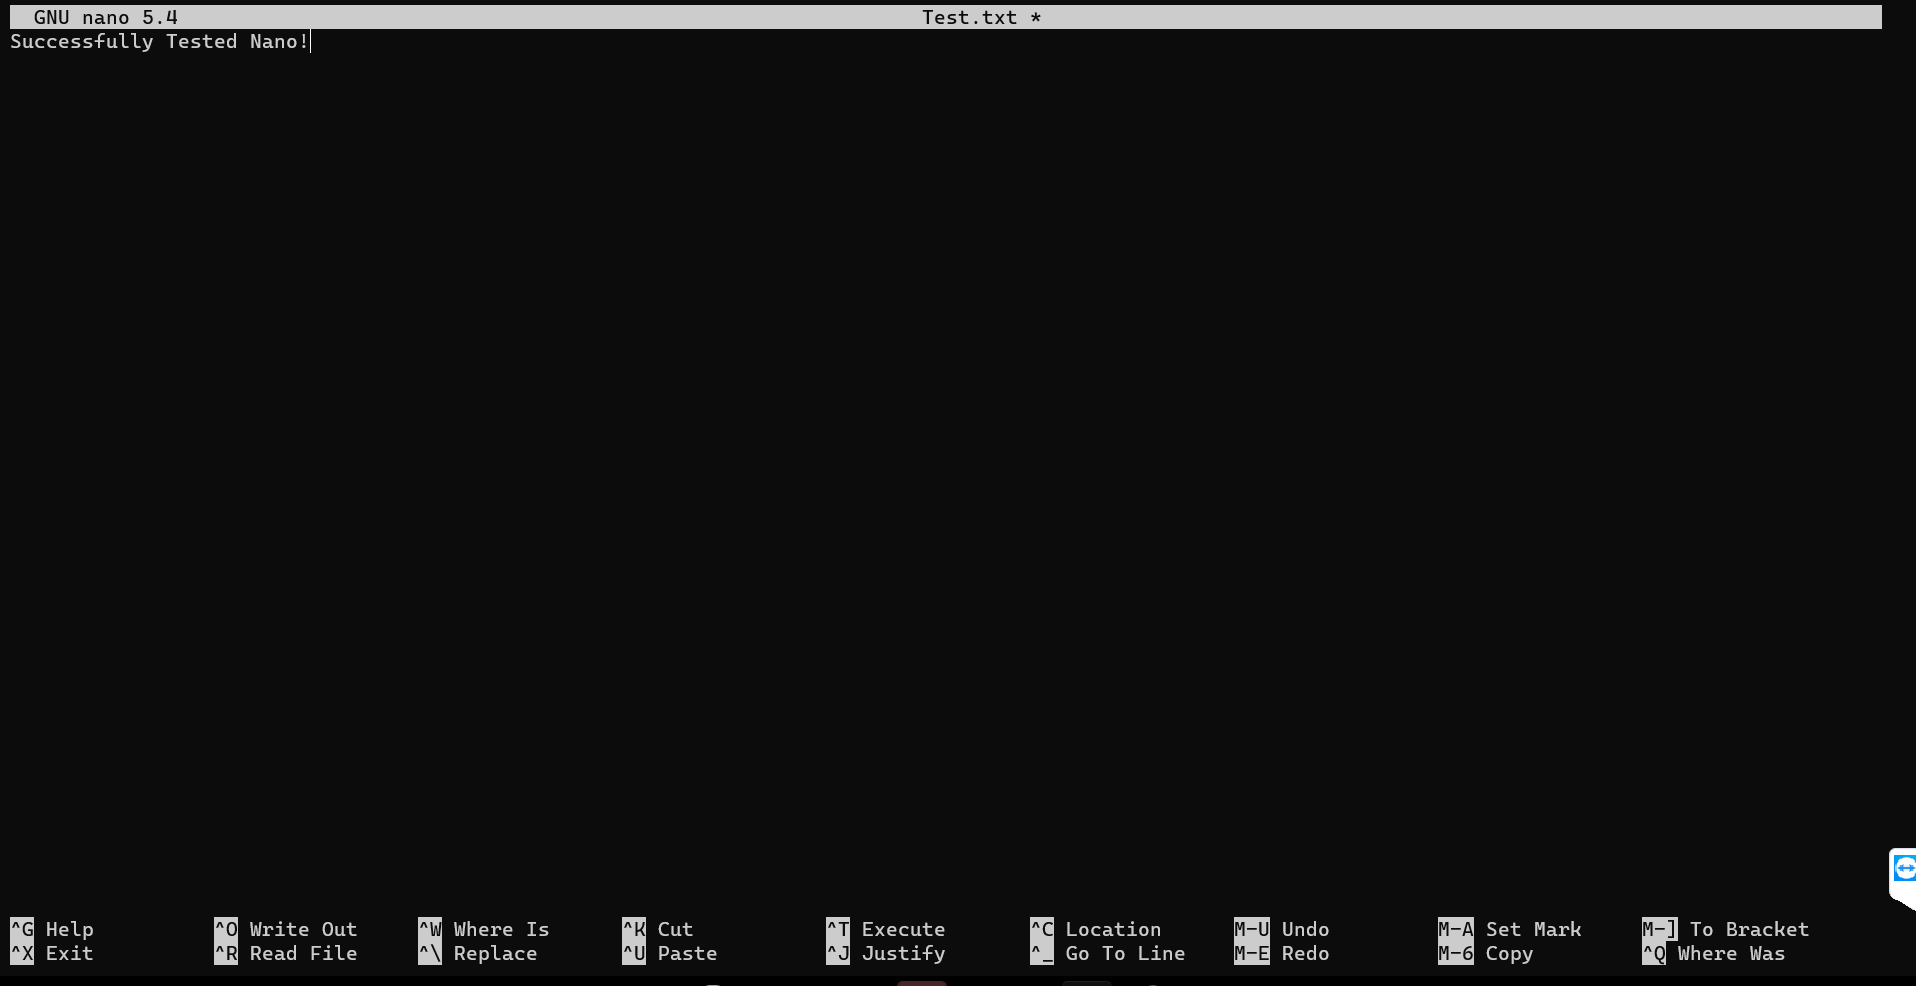 GNU nano 5.4 Test.txt *
Successfully Tested Nano!
^G Help ^O Write Out ^W Where Is ^K Cut ^T Execute ^C Location M-U Undo M-A Set Mark M-] To Bracket
^X Exit ^R Read File ^\ Replace ^U Paste ^J Justify ^_ Go To Line M-E Redo M-6 Copy ^Q Where Was